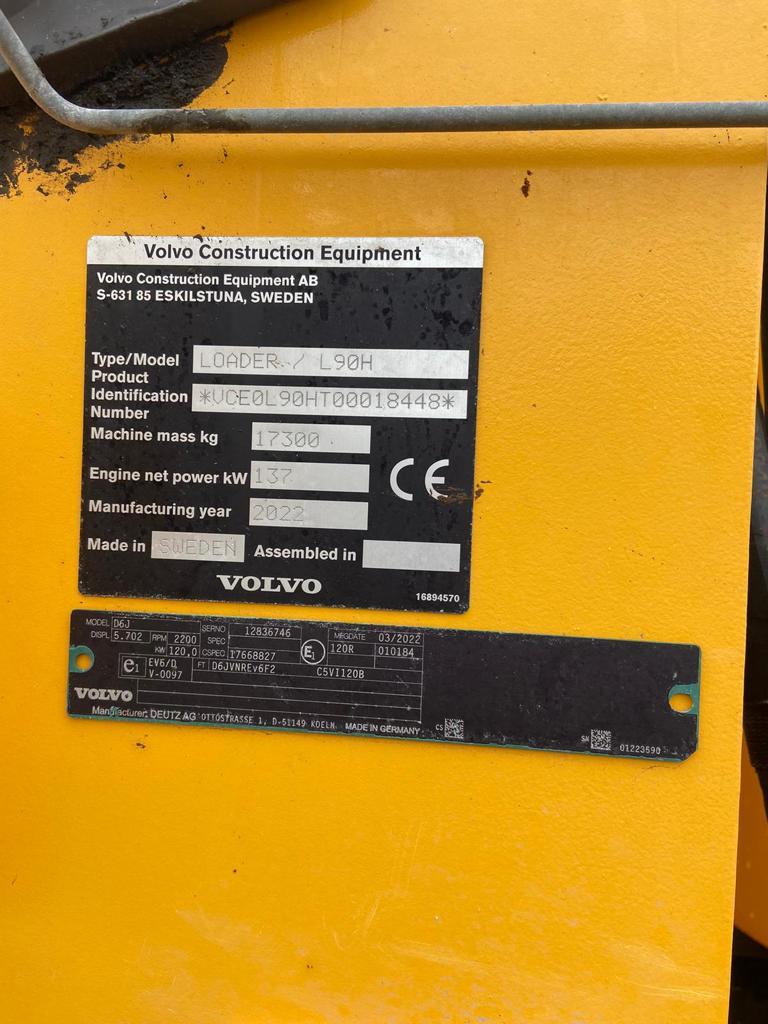 Volvo Construction Equipment
Volvo Construction Equipment AB
S-631 85 ESKILSTUNA, SWEDEN
Type/Model LOADER / L90H
Product
Identification *VCE0L90HT00018448*
Number
Machine mass kg 17300
Engine net power kW 137
CE
Manufacturing year 2022
Made in SWEDEN Assembled in
VOLVO
16894570
MODEL D6J SERNO 12836746 MFGDATE 03/2022
DISPL 5.702 RPM 2200 SPEC E1 120R 010184
KW 120,0 CSPEC 17668827
e1 EV6/D FT D6JVNREv6F2 C5VI120B
V-0097
VOLVO
Manufacturer: DEUTZ AG OTTOSTRASSE 1, D-51149 KOELN MADE IN GERMANY CS SN 01223590